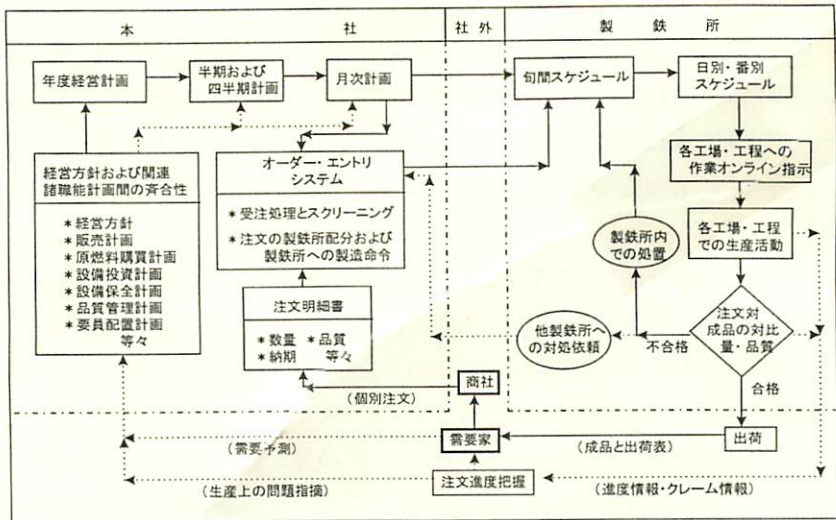 本社
社外
製鉄所
年度経営計画
半期および
四半期計画
月次計画
旬間スケジュール
日別・番別
スケジュール
経営方針および関連
諸職能計画間の斉合性
*経営方針
*販売計画
*原燃料購買計画
*設備投資計画
*設備保全計画
*品質管理計画
*要員配置計画
等々
オーダー・エントリ
システム
*受注処理とスクリーニング
*注文の製鉄所配分および
製鉄所への製造命令
注文明細書
*数量 *品質
*納期 等々
各工場・工程への
作業オンライン指示
製鉄所内
での処置
各工場・工程
での生産活動
他製鉄所へ
の対処依頼
不合格
注文対
成品の対比
量・品質
合格
商社
(個別注文)
需要家
(需要予測)
(成品と出荷表)
出荷
注文進度把握
(生産上の問題指摘)
(進度情報・クレーム情報)